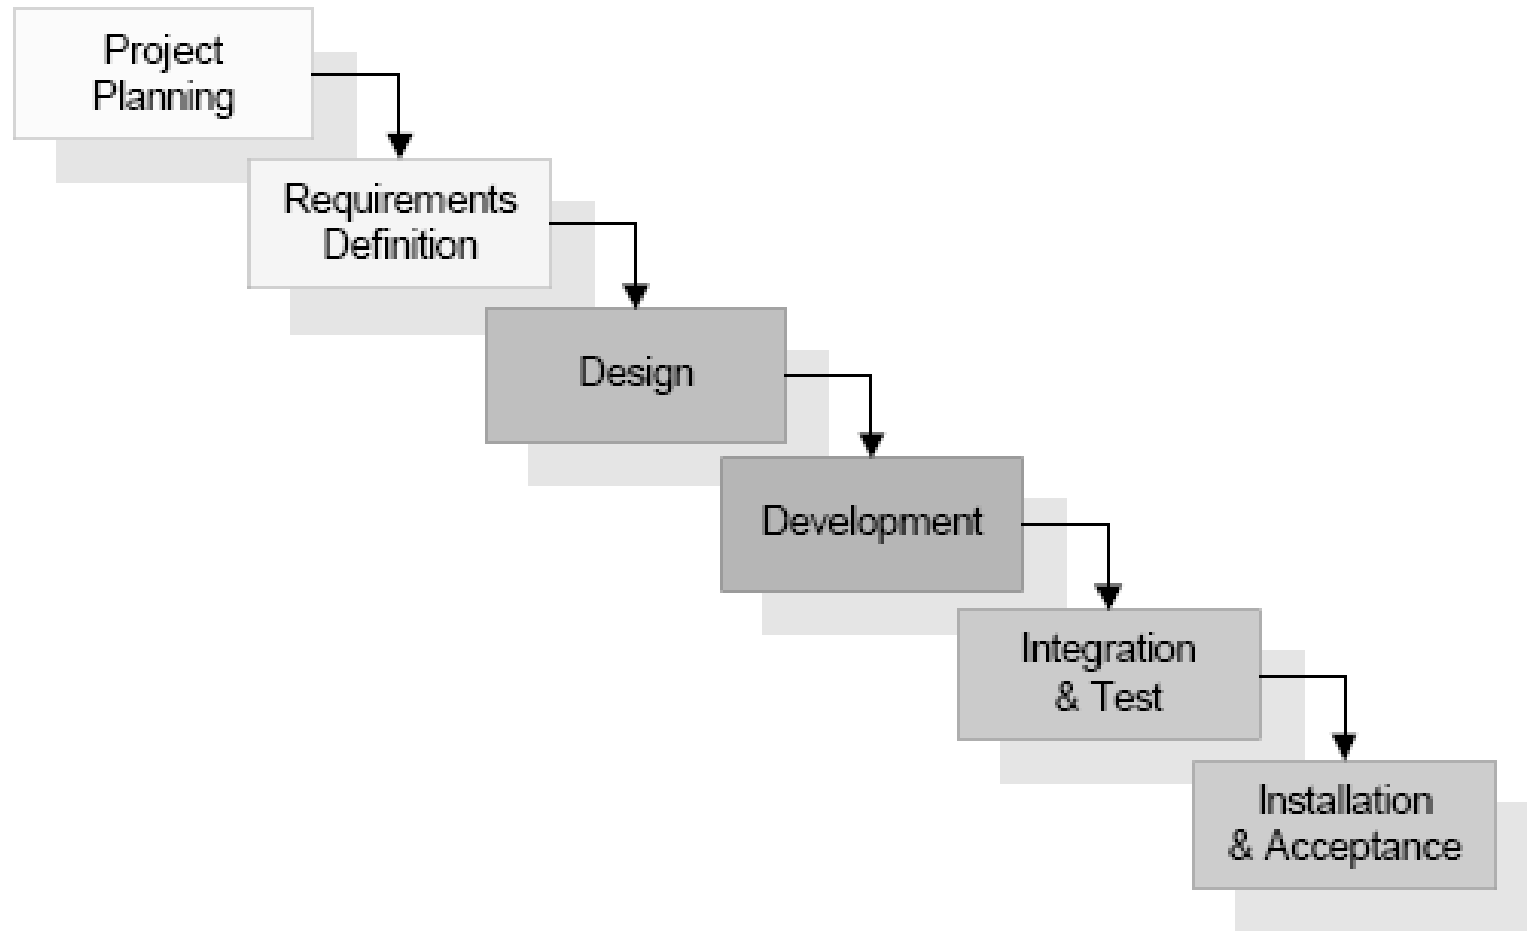 Project
Planning
Requirements
Definition
Design
Development
Integration
& Test
Installation
& Acceptance